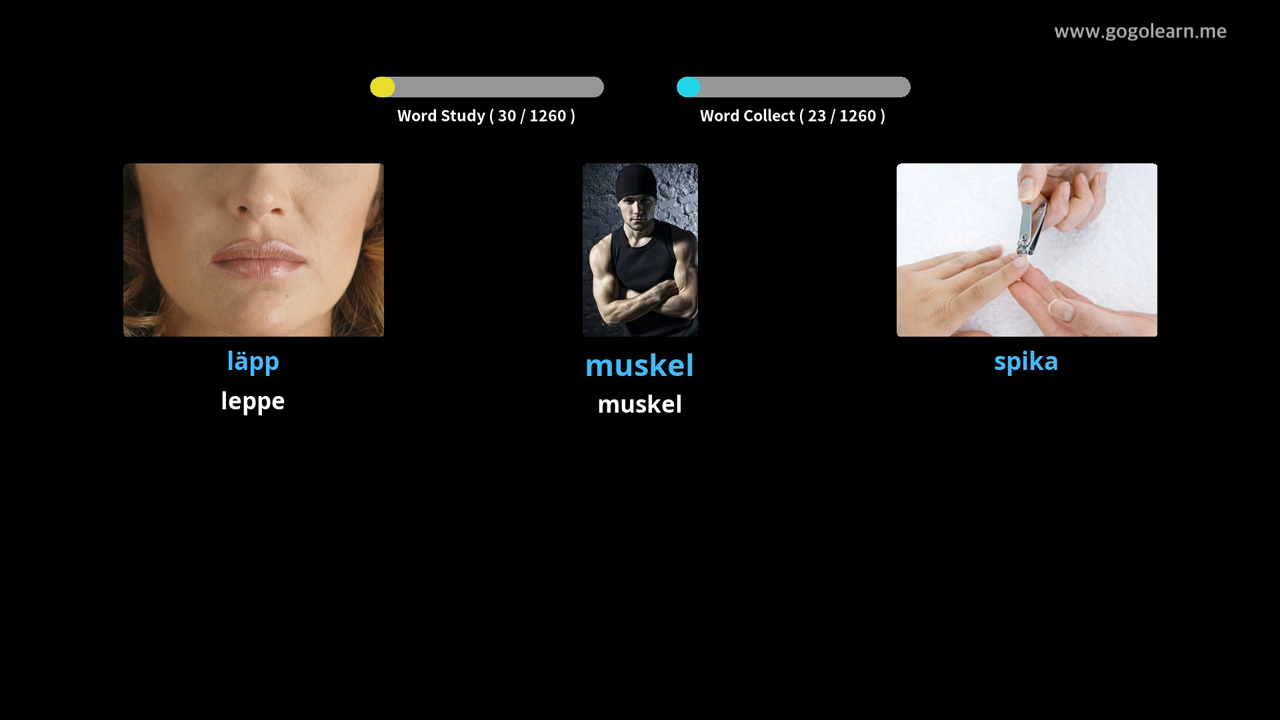 www.gogolearn.me
Word Study ( 30 / 1260 )
Word Collect ( 23 / 1260 )
läpp
muskel
spika
leppe
muskel